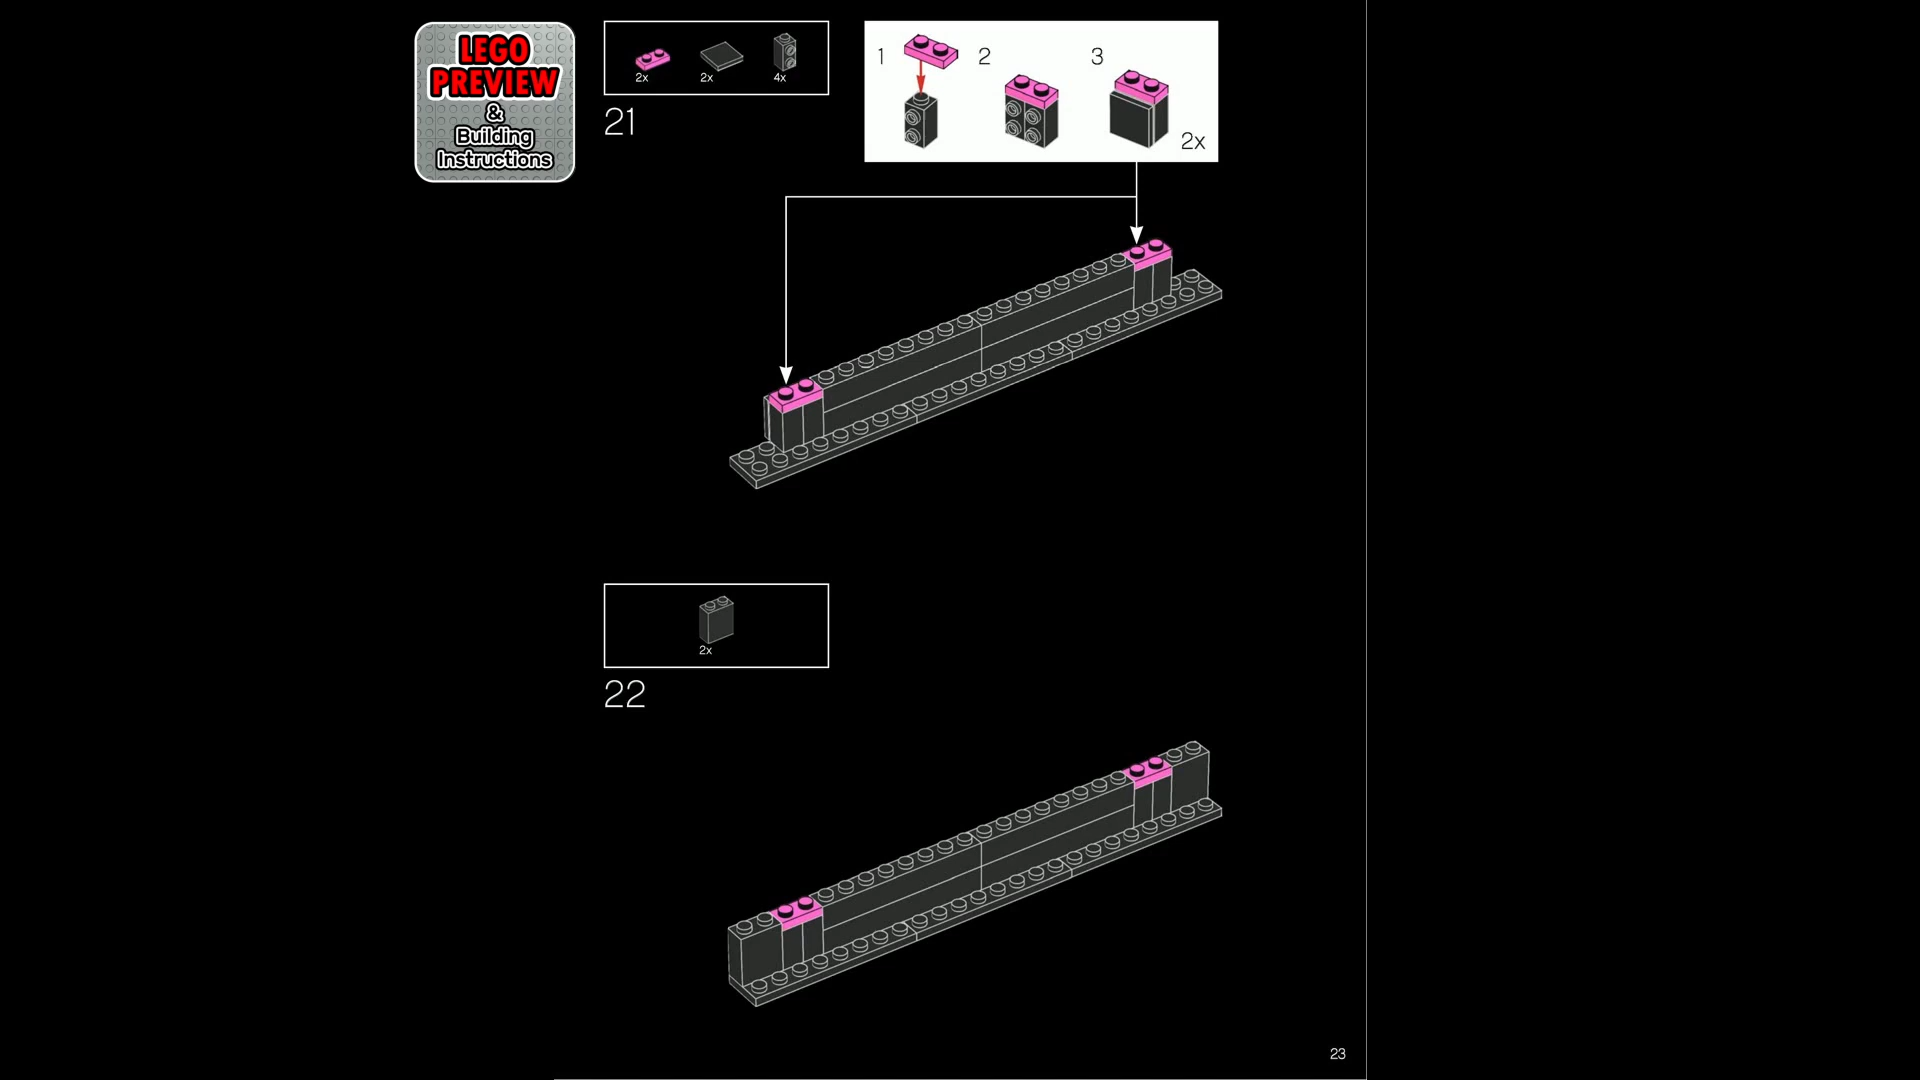 LEGO
PREVIEW
&
Building
Instructions
2x
2x
4x
21
1
2
3
2x
2x
22
23